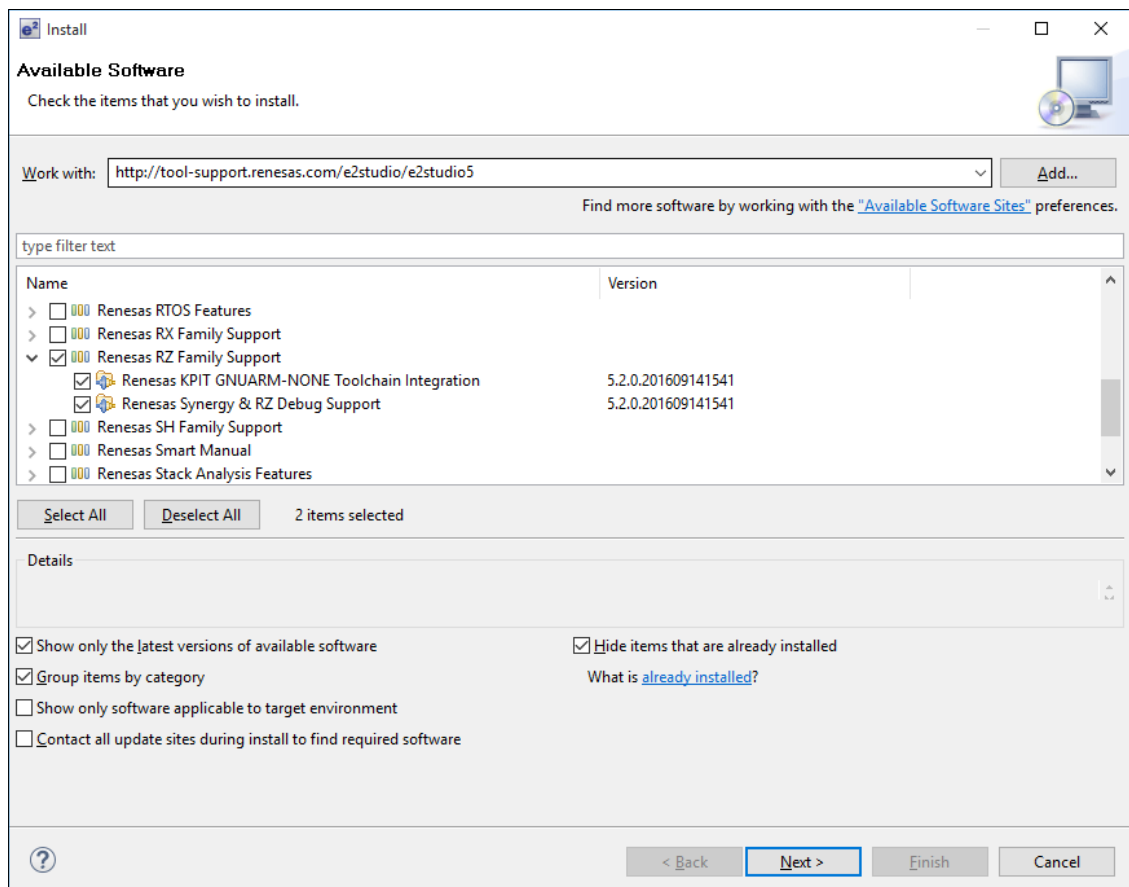 e² Install
Available Software
Check the items that you wish to install.
Work with: http://tool-support.renesas.com/e2studio/e2studio5 Add...
Find more software by working with the "Available Software Sites" preferences.
type filter text
Name Version
Renesas RTOS Features
Renesas RX Family Support
Renesas RZ Family Support
Renesas KPIT GNUARM-NONE Toolchain Integration 5.2.0.201609141541
Renesas Synergy & RZ Debug Support 5.2.0.201609141541
Renesas SH Family Support
Renesas Smart Manual
Renesas Stack Analysis Features
Select All Deselect All 2 items selected
Details
Show only the latest versions of available software Hide items that are already installed
Group items by category What is already installed?
Show only software applicable to target environment
Contact all update sites during install to find required software
? < Back Next > Finish Cancel